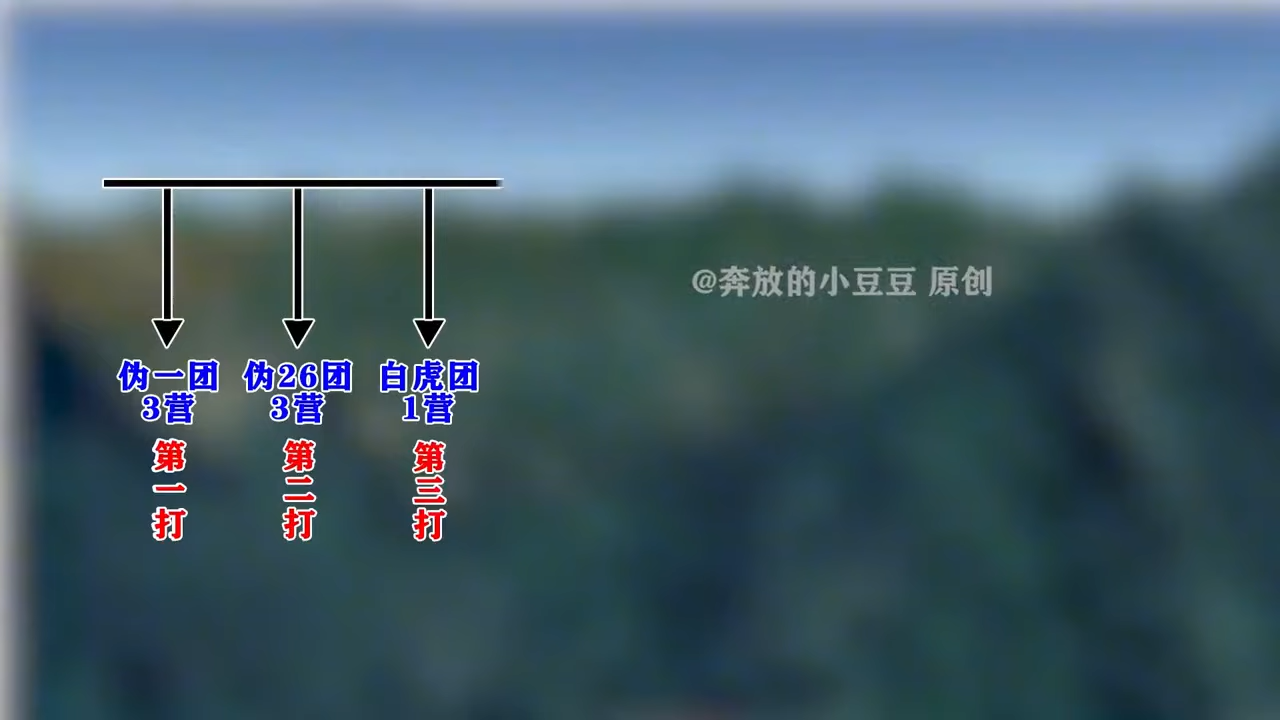 @奔放的小豆豆 原创
伪一团
3营
第一打
伪26团
3营
第二打
白虎团
1营
第三打